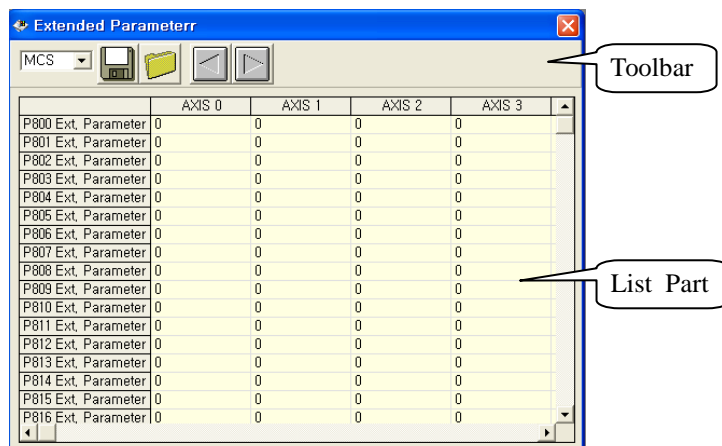 Extended Parameterr
MCS
Toolbar
AXIS 0 AXIS 1 AXIS 2 AXIS 3
P800 Ext, Parameter 0 0 0 0
P801 Ext, Parameter 0 0 0 0
P802 Ext, Parameter 0 0 0 0
P803 Ext, Parameter 0 0 0 0
P804 Ext, Parameter 0 0 0 0
P805 Ext, Parameter 0 0 0 0
P806 Ext, Parameter 0 0 0 0
P807 Ext, Parameter 0 0 0 0
P808 Ext, Parameter 0 0 0 0
P809 Ext, Parameter 0 0 0 0
List Part
P810 Ext, Parameter 0 0 0 0
P811 Ext, Parameter 0 0 0 0
P812 Ext, Parameter 0 0 0 0
P813 Ext, Parameter 0 0 0 0
P814 Ext, Parameter 0 0 0 0
P815 Ext, Parameter 0 0 0 0
P816 Ext, Parameter 0 0 0 0